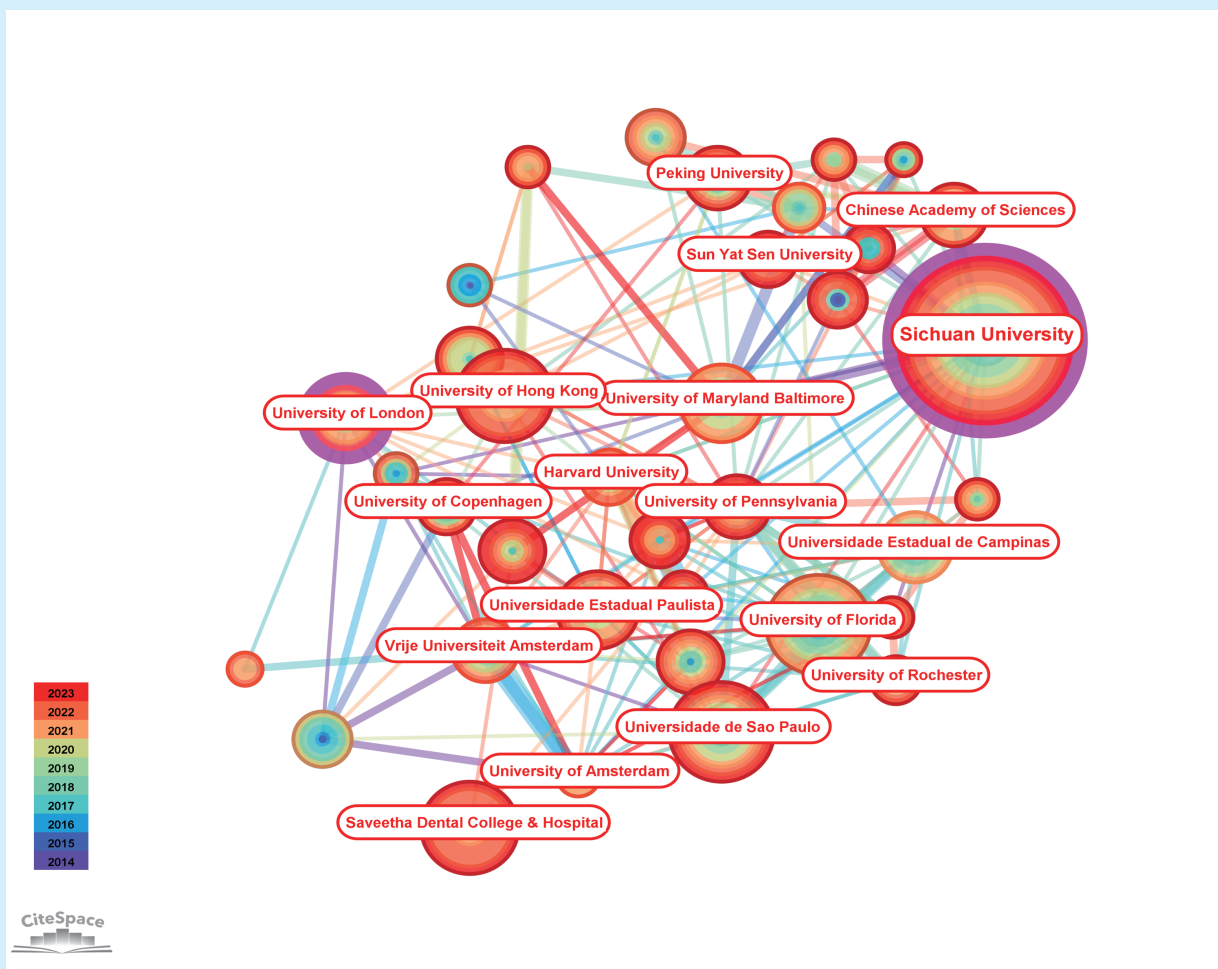 Peking University
Chinese Academy of Sciences
Sun Yat Sen University
Sichuan University
University of Hong Kong
University of Maryland Baltimore
University of London
Harvard University
University of Copenhagen
University of Pennsylvania
Universidade Estadual de Campinas
Universidade Estadual Paulista
University of Florida
Vrije Universiteit Amsterdam
University of Rochester
Universidade de Sao Paulo
University of Amsterdam
Saveetha Dental College & Hospital
2023
2022
2021
2020
2019
2018
2017
2016
2015
2014
CiteSpace